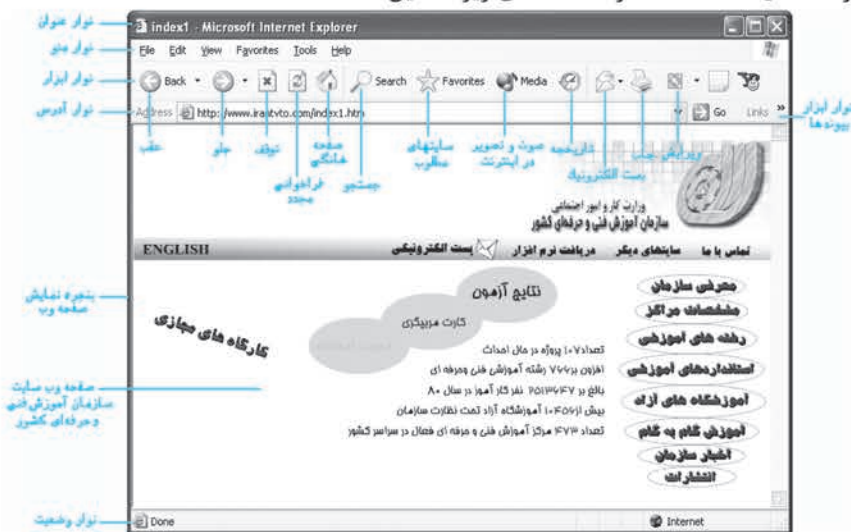 نوار عنوان
index1 - Microsoft Internet Explorer
نوار منو
File Edit View Favorites Tools Help
نوار ابزار
Back Search Favorites Media
نوار آدرس
Address http://www.irantvto.com/index1.htm Go Links »
نوار ابزار
پیوندها
عقب
جلو
توقف
فراخوانی
مجدد
صفحه
خانگی
جستجو
سایتهای
مطلوب
صوت و تصویر
در اینترنت
تاریخچه
پست الکترونیک
چاپ
ویرایش
وزارت کار و امور اجتماعی
سازمان آموزش فنی و حرفه‌ای کشور
تماس با ما سایتهای دیگر دریافت نرم افزار پست الکترونیکی ENGLISH
معرفی سازمان
مشخصات مراکز
رشته های آموزشی
استانداردهای آموزشی
آموزشگاه های آزاد
آموزش گام به گام
اخبار سازمان
انتشارات
نتایج آزمون
کارت مربیگری
کارگاه های مجازی
تعداد ۱۰۷ پروژه در حال احداث
افزون بر ۷۶۶ رشته آموزشی فنی وحرفه ای
بالغ بر ۲۵۱۳۶۴۷ نفر کار آموز در سال ۸۰
بیش از ۱۰۴۵۶ آموزشگاه آزاد تحت نظارت سازمان
تعداد ۴۷۳ مرکز آموزش فنی و حرفه ای فعال در سراسر کشور
پنجره نمایش
صفحه وب
صفحه وب سایت
سازمان آموزش فنی
و حرفه‌ای کشور
نوار وضعیت
Done Internet